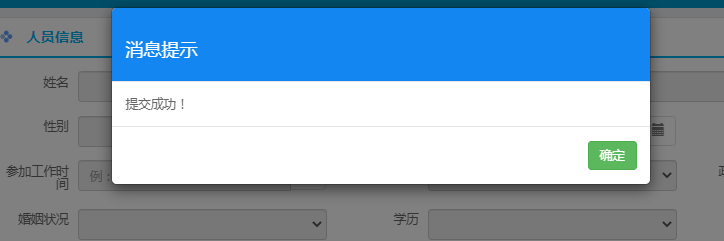 人员信息
消息提示
提交成功！
确定
姓名
性别
参加工作时
间
例：
婚姻状况
学历